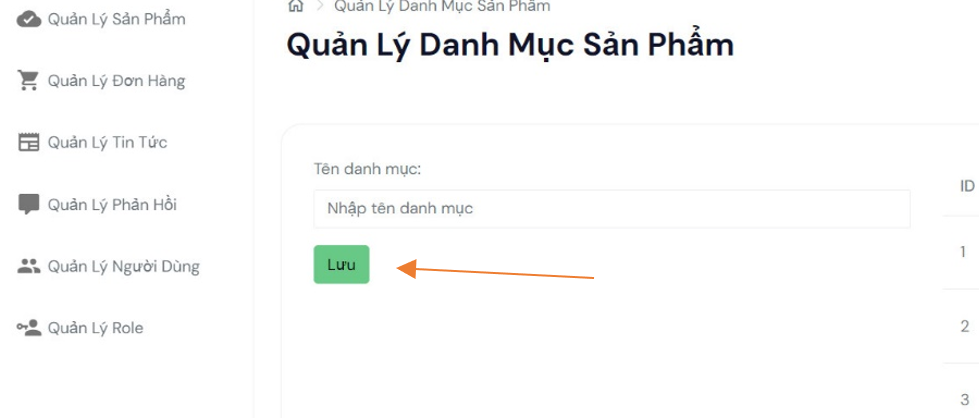 Quản Lý Sản Phẩm
Quản Lý Đơn Hàng
Quản Lý Tin Tức
Quản Lý Phản Hồi
Quản Lý Người Dùng
Quản Lý Role
Quản Lý Danh Mục Sản Phẩm
Quản Lý Danh Mục Sản Phẩm
Tên danh mục:
Nhập tên danh mục
Lưu
ID
1
2
3